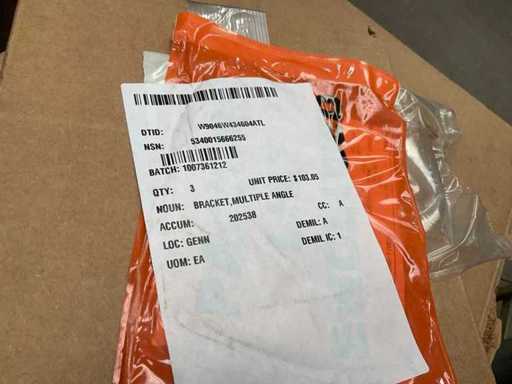 DTID: W9046W434604ATL
NSN: 5340015666255
BATCH: 1007361212
QTY: 3 UNIT PRICE: $103.05
NOUN: BRACKET,MULTIPLE ANGLE
ACCUM: 202538 CC: A
LOC: GENN DEMIL: A
UOM: EA DEMIL IC: 1